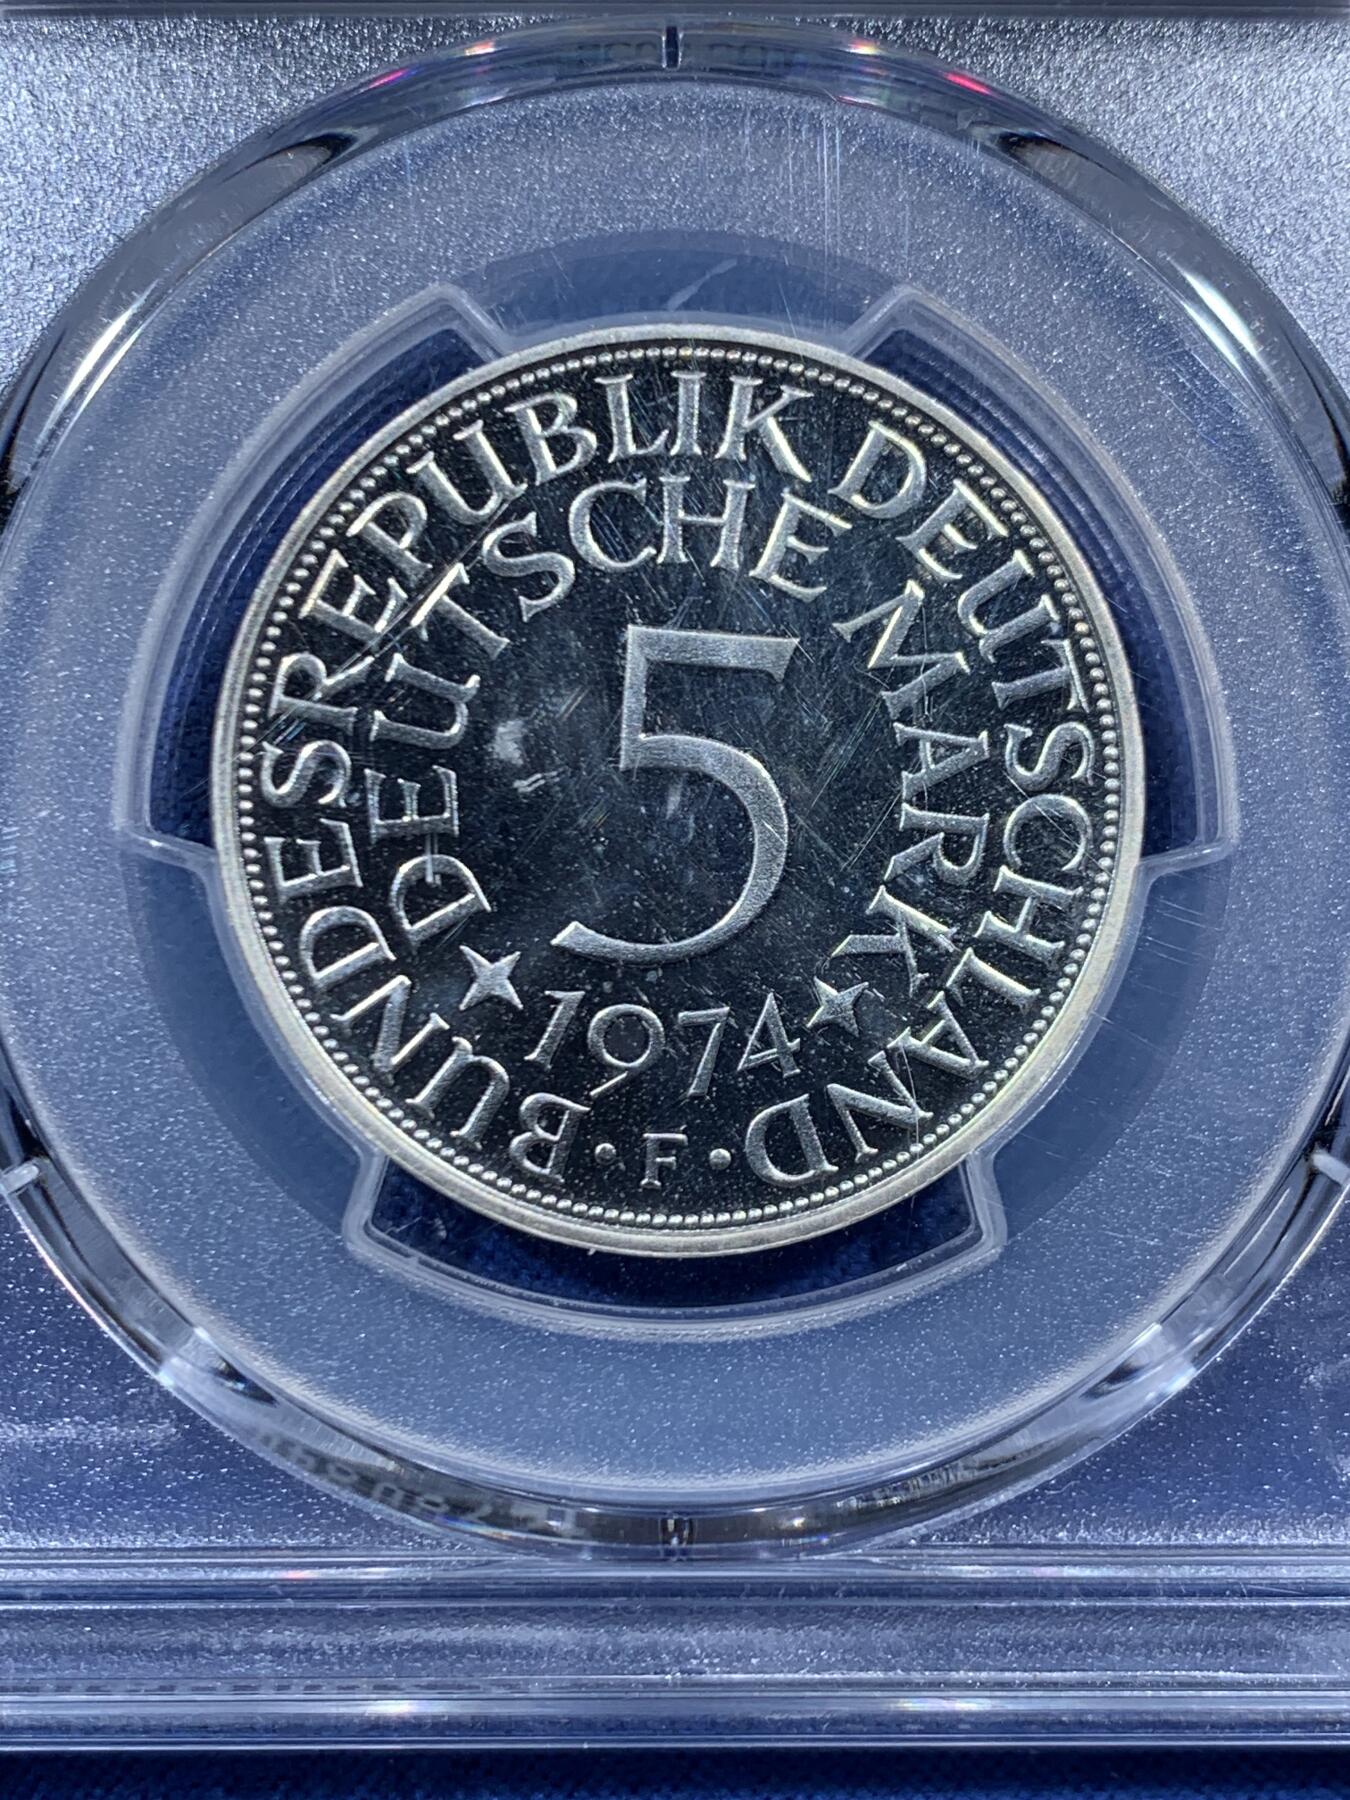 BUNDESREPUBLIK DEUTSCHLAND
DEUTSCHE MARK
5
1974
· F ·